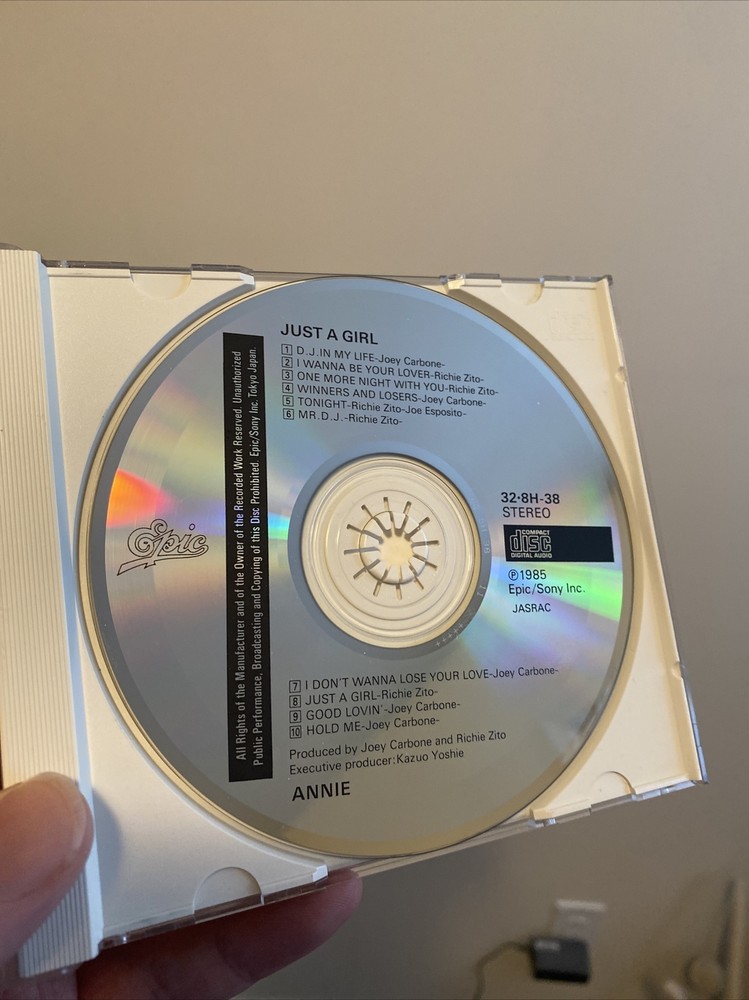 JUST A GIRL
1 D.J.IN MY LIFE-Joey Carbone-
2 I WANNA BE YOUR LOVER-Richie Zito-
3 ONE MORE NIGHT WITH YOU-Richie Zito-
4 WINNERS AND LOSERS-Joey Carbone-
5 TONIGHT-Richie Zito-Joe Esposito-
6 MR.D.J.-Richie Zito-
All Rights of the Manufacturer and of the Owner of the Recorded Work Reserved. Unauthorized
Public Performance, Broadcasting and Copying of this Disc Prohibited. Epic/Sony Inc. Tokyo Japan.
Epic
32·8H-38
STEREO
COMPACT
disc
DIGITAL AUDIO
Ⓟ1985
Epic/Sony Inc.
JASRAC
7 I DON'T WANNA LOSE YOUR LOVE-Joey Carbone-
8 JUST A GIRL-Richie Zito-
9 GOOD LOVIN'-Joey Carbone-
10 HOLD ME-Joey Carbone-
Produced by Joey Carbone and Richie Zito
Executive producer:Kazuo Yoshie
ANNIE